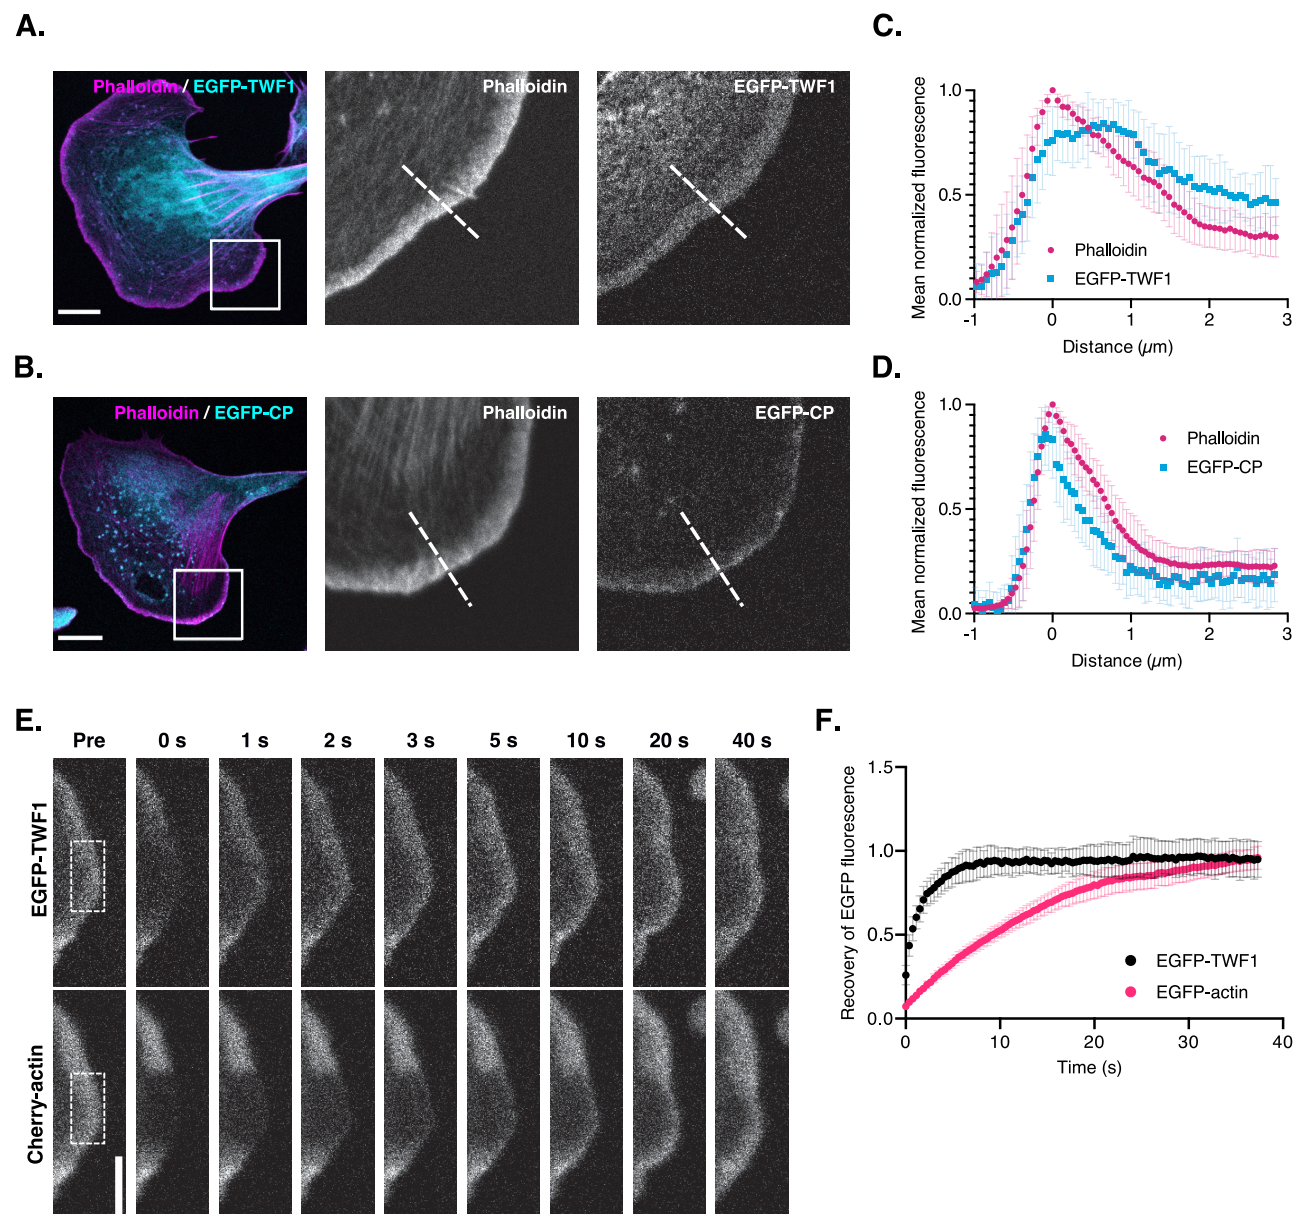 A.
Phalloidin / EGFP-TWF1
Phalloidin
EGFP-TWF1
B.
Phalloidin / EGFP-CP
Phalloidin
EGFP-CP
C.
Mean normalized fluorescence
1.0
0.5
0.0
-1
0
1
2
3
Distance (µm)
Phalloidin
EGFP-TWF1
D.
Mean normalized fluorescence
1.0
0.5
0.0
-1
0
1
2
3
Distance (µm)
Phalloidin
EGFP-CP
E.
Pre
0 s
1 s
2 s
3 s
5 s
10 s
20 s
40 s
EGFP-TWF1
Cherry-actin
F.
Recovery of EGFP fluorescence
1.5
1.0
0.5
0.0
0
10
20
30
40
Time (s)
EGFP-TWF1
EGFP-actin